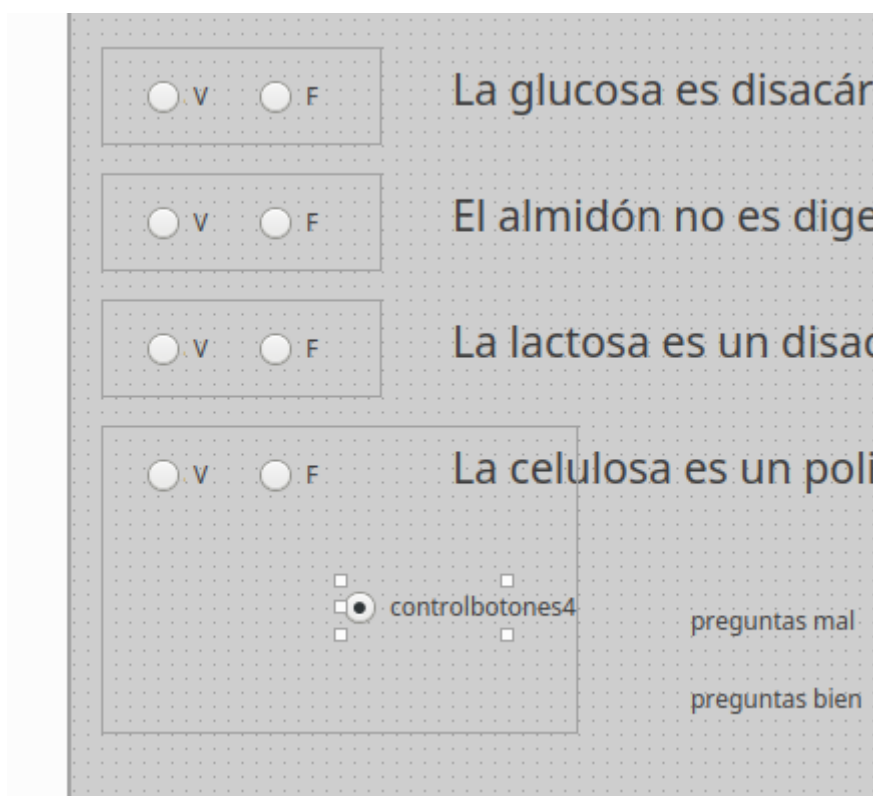 V F La glucosa es disacár
V F El almidón no es dige
V F La lactosa es un disac
V F La celulosa es un poli
controlbotones4
preguntas mal
preguntas bien